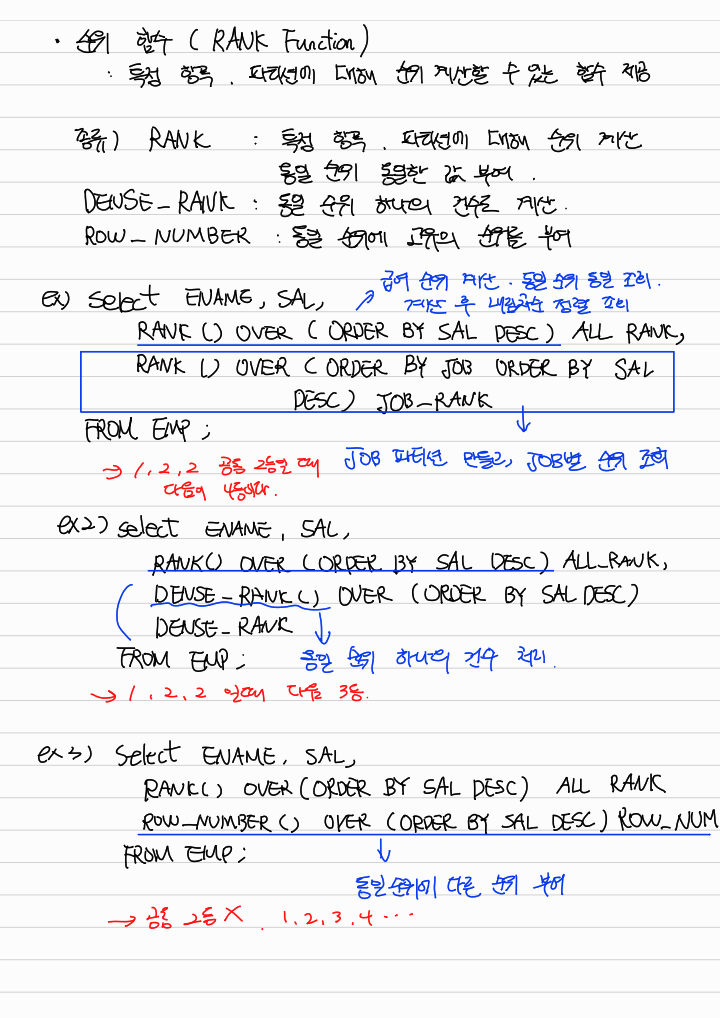 · 순위 함수 ( RANK Function )
: 특정 항목, 파티션에 대해 순위 계산할 수 있는 함수 제공
종류) RANK : 특정 항목, 파티션에 대해 순위 계산
동일 순위 동일한 값 부여.
DENSE_RANK : 동일 순위 하나의 건수로 계산.
ROW_NUMBER : 동일 순위에 고유의 순위를 부여
급여 순위 계산. 동일 순위 동일 조회.
ex) select ENAME, SAL,
계산 후 내림차순 정렬 조회
RANK () OVER ( ORDER BY SAL DESC) ALL RANK,
RANK () OVER ( ORDER BY JOB ORDER BY SAL
DESC) JOB_RANK
FROM EMP ;
JOB 파티션 만들고, JOB별 순위 조회
→ 1, 2, 2 공동 2등일 때
다음이 4등이다.
ex2) select ENAME, SAL,
RANK() OVER (ORDER BY SAL DESC) ALL_RANK,
DENSE_RANK() OVER (ORDER BY SAL DESC)
DENSE_RANK
FROM EMP; 동일 순위 하나의 건수 처리.
→ 1, 2, 2 일때 다음 3등.
ex3) Select ENAME, SAL,
RANK() OVER (ORDER BY SAL DESC) ALL RANK
ROW_NUMBER() OVER (ORDER BY SAL DESC) ROW_NUM
FROM EMP;
동일순위에 다른 순위 부여
→ 공동 2등 X , 1, 2, 3, 4 ...